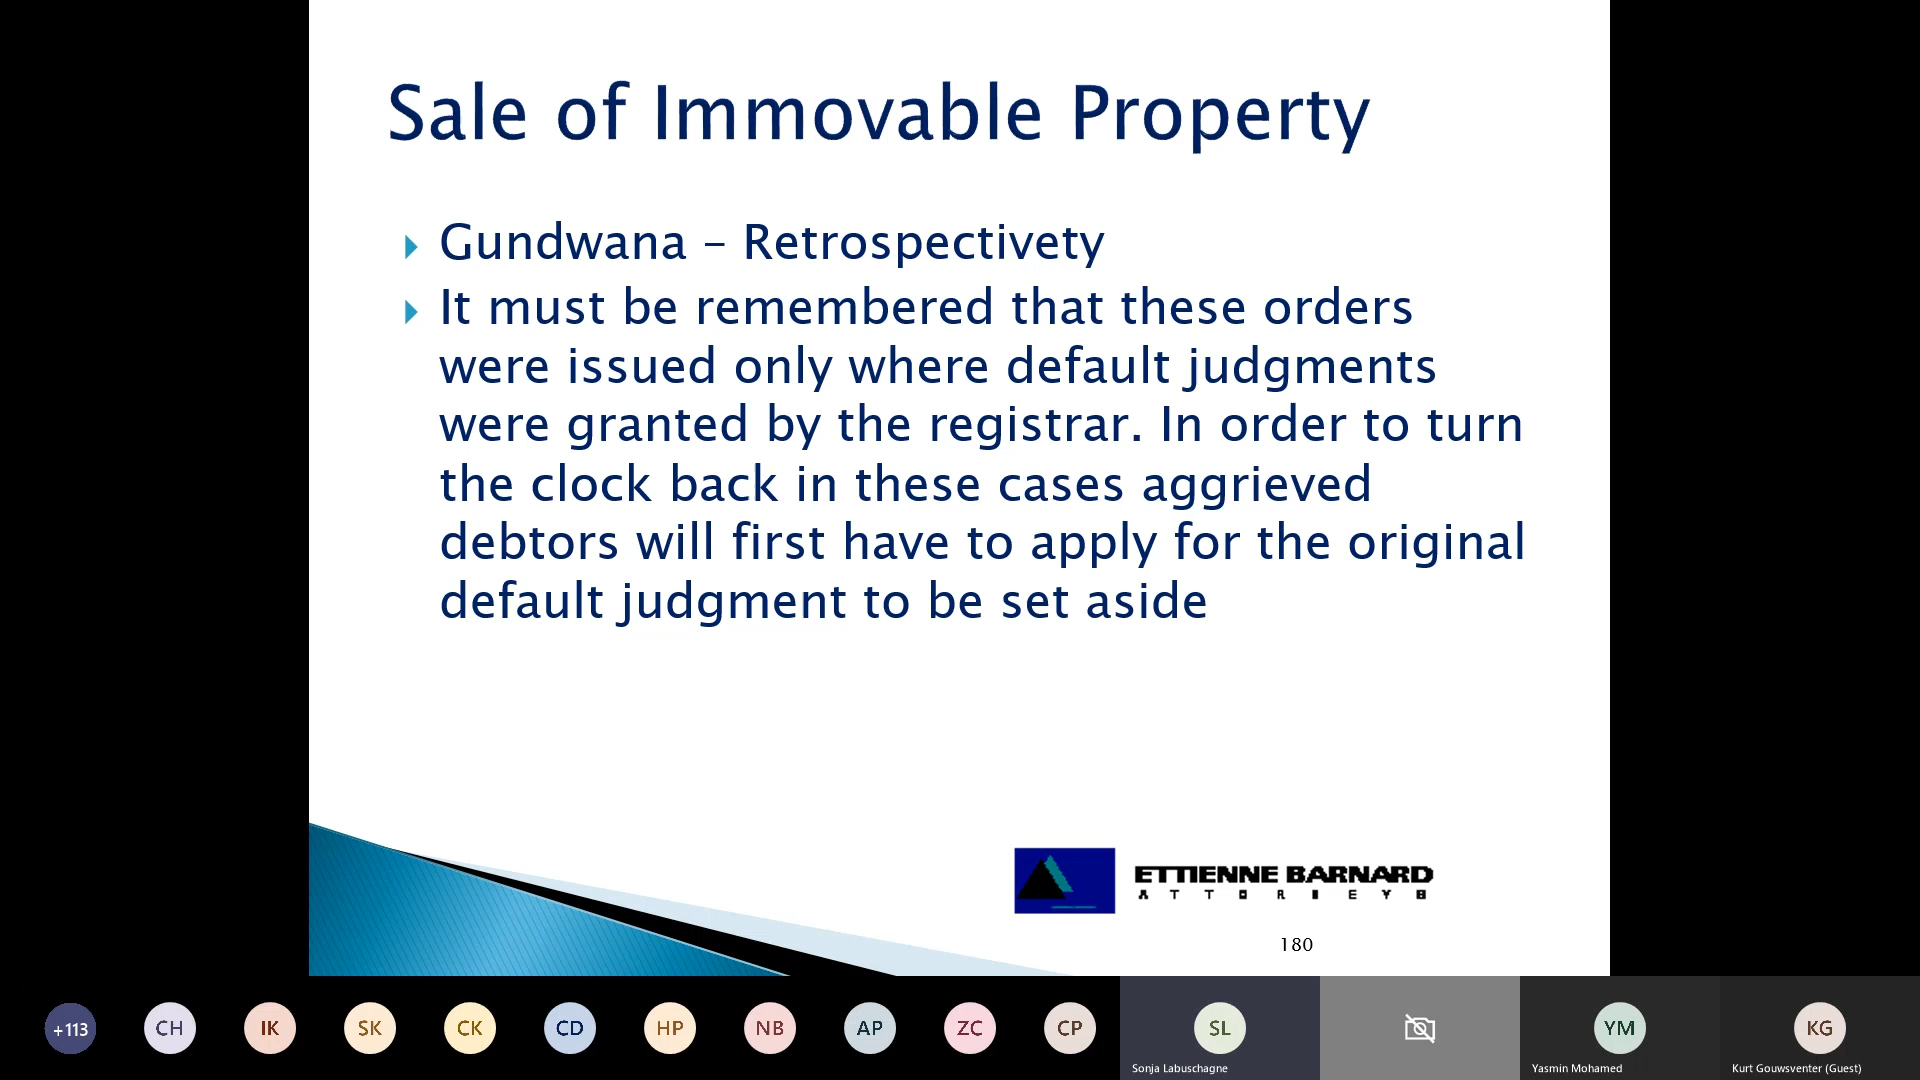 Sale of Immovable Property
Gundwana – Retrospectivety
It must be remembered that these orders
were issued only where default judgments
were granted by the registrar. In order to turn
the clock back in these cases aggrieved
debtors will first have to apply for the original
default judgment to be set aside
ETTIENNE BARNARD
ATTORNEYS
180
+113
CH
IK
SK
CK
CD
HP
NB
AP
ZC
CP
SL
YM
KG
Sonja Labuschagne
Yasmin Mohamed
Kurt Gouwsventer (Guest)